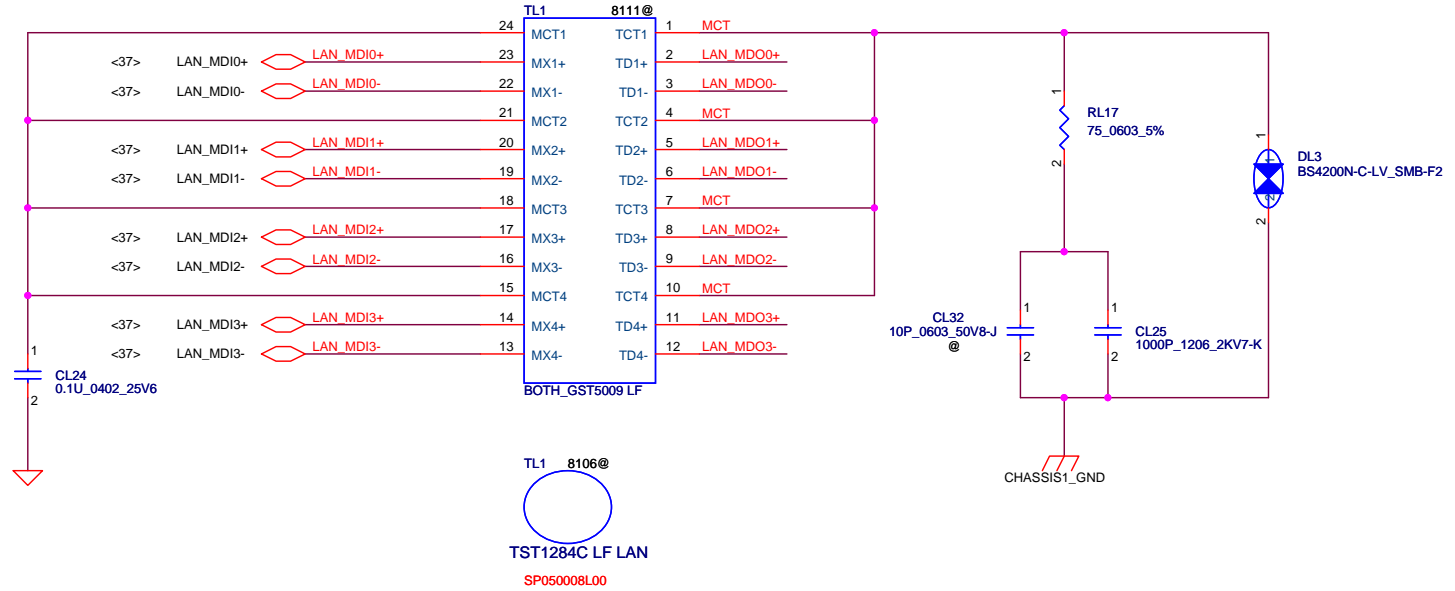 TL1 8111@
24 MCT1 TCT1 1 MCT
<37> LAN_MDI0+ LAN_MDI0+ 23 MX1+ TD1+ 2 LAN_MDO0+
<37> LAN_MDI0- LAN_MDI0- 22 MX1- TD1- 3 LAN_MDO0-
21 MCT2 TCT2 4 MCT
<37> LAN_MDI1+ LAN_MDI1+ 20 MX2+ TD2+ 5 LAN_MDO1+
<37> LAN_MDI1- LAN_MDI1- 19 MX2- TD2- 6 LAN_MDO1-
18 MCT3 TCT3 7 MCT
<37> LAN_MDI2+ LAN_MDI2+ 17 MX3+ TD3+ 8 LAN_MDO2+
<37> LAN_MDI2- LAN_MDI2- 16 MX3- TD3- 9 LAN_MDO2-
15 MCT4 TCT4 10 MCT
<37> LAN_MDI3+ LAN_MDI3+ 14 MX4+ TD4+ 11 LAN_MDO3+
<37> LAN_MDI3- LAN_MDI3- 13 MX4- TD4- 12 LAN_MDO3-
BOTH_GST5009 LF
1
CL24
0.1U_0402_25V6
2
1
RL17
75_0603_5%
2
1
DL3
BS4200N-C-LV_SMB-F2
1
2
2
1
CL32
10P_0603_50V8-J
@
2
1
CL25
1000P_1206_2KV7-K
2
CHASSIS1_GND
TL1 8106@
TST1284C LF LAN
SP050008L00